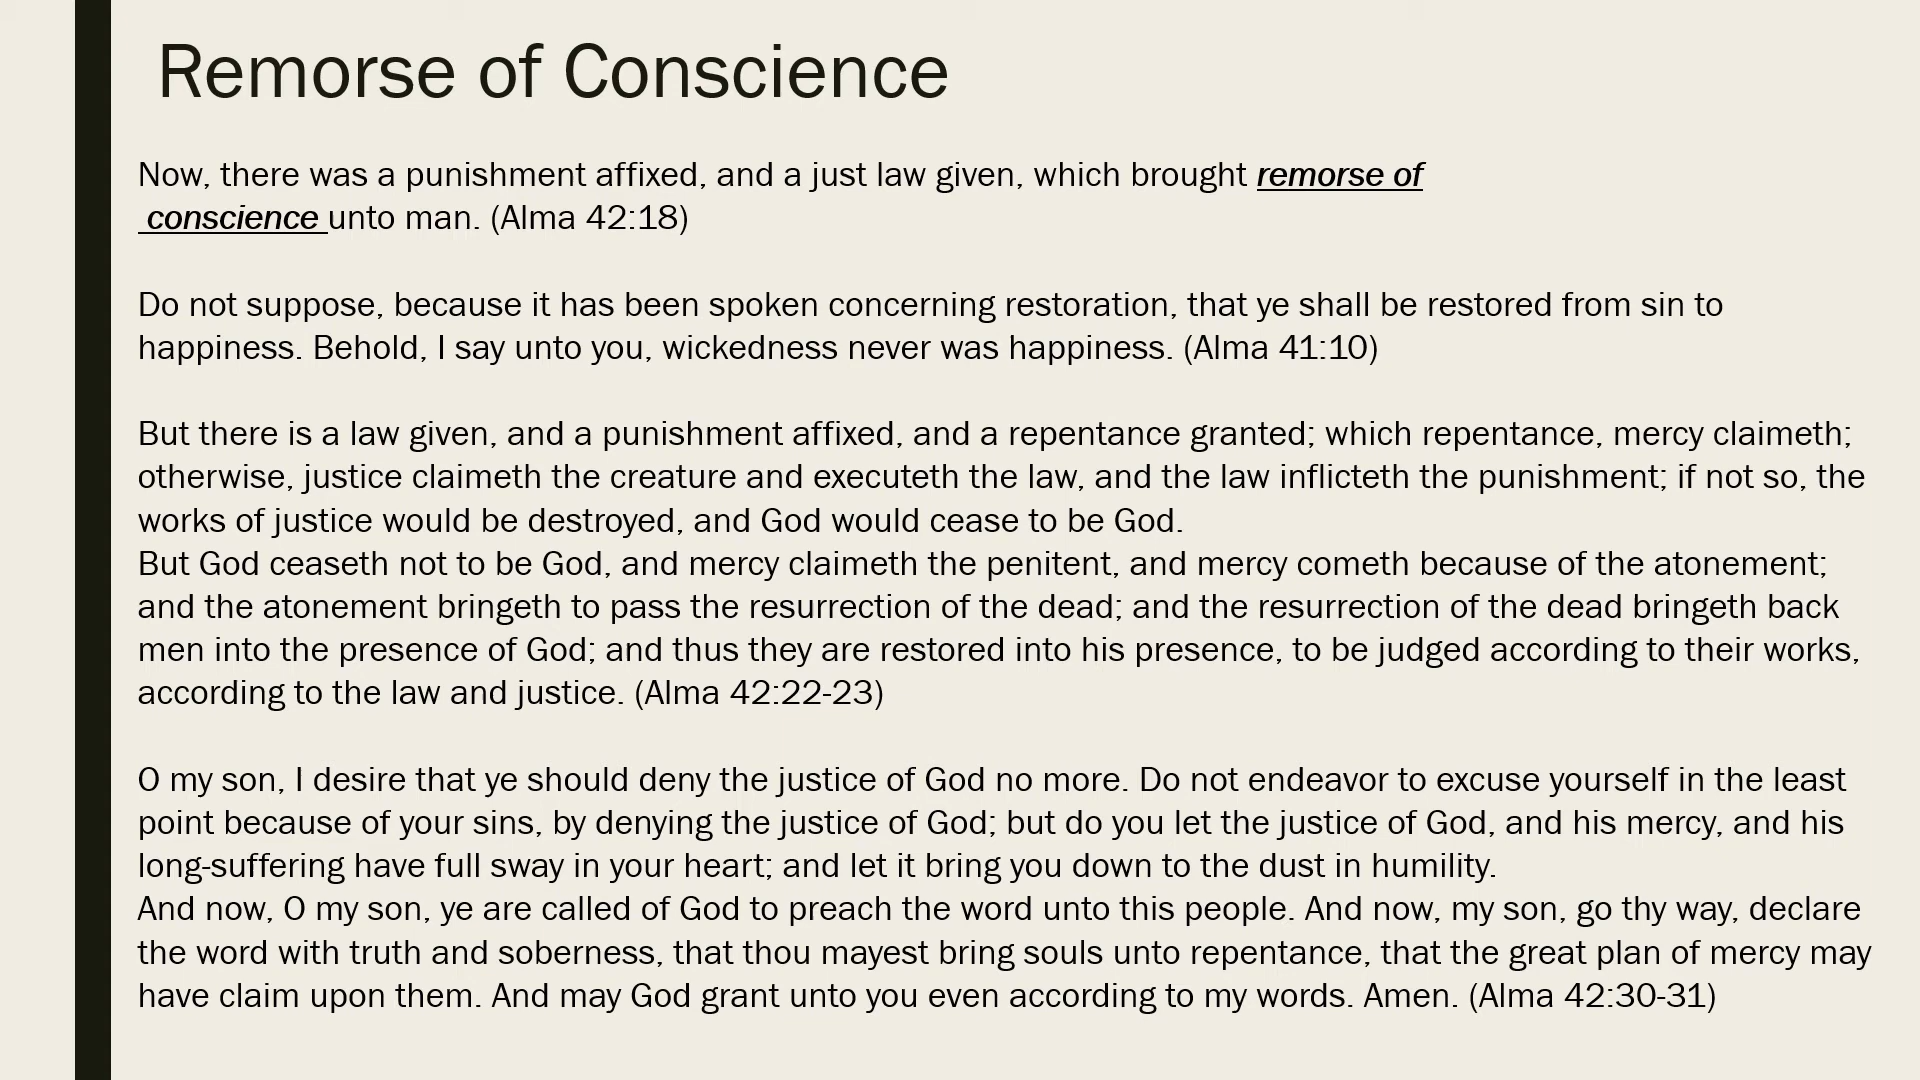 Remorse of Conscience
Now, there was a punishment affixed, and a just law given, which brought remorse of
conscience unto man. (Alma 42:18)
Do not suppose, because it has been spoken concerning restoration, that ye shall be restored from sin to
happiness. Behold, I say unto you, wickedness never was happiness. (Alma 41:10)
But there is a law given, and a punishment affixed, and a repentance granted; which repentance, mercy claimeth;
otherwise, justice claimeth the creature and executeth the law, and the law inflicteth the punishment; if not so, the
works of justice would be destroyed, and God would cease to be God.
But God ceaseth not to be God, and mercy claimeth the penitent, and mercy cometh because of the atonement;
and the atonement bringeth to pass the resurrection of the dead; and the resurrection of the dead bringeth back
men into the presence of God; and thus they are restored into his presence, to be judged according to their works,
according to the law and justice. (Alma 42:22-23)
O my son, I desire that ye should deny the justice of God no more. Do not endeavor to excuse yourself in the least
point because of your sins, by denying the justice of God; but do you let the justice of God, and his mercy, and his
long-suffering have full sway in your heart; and let it bring you down to the dust in humility.
And now, O my son, ye are called of God to preach the word unto this people. And now, my son, go thy way, declare
the word with truth and soberness, that thou mayest bring souls unto repentance, that the great plan of mercy may
have claim upon them. And may God grant unto you even according to my words. Amen. (Alma 42:30-31)